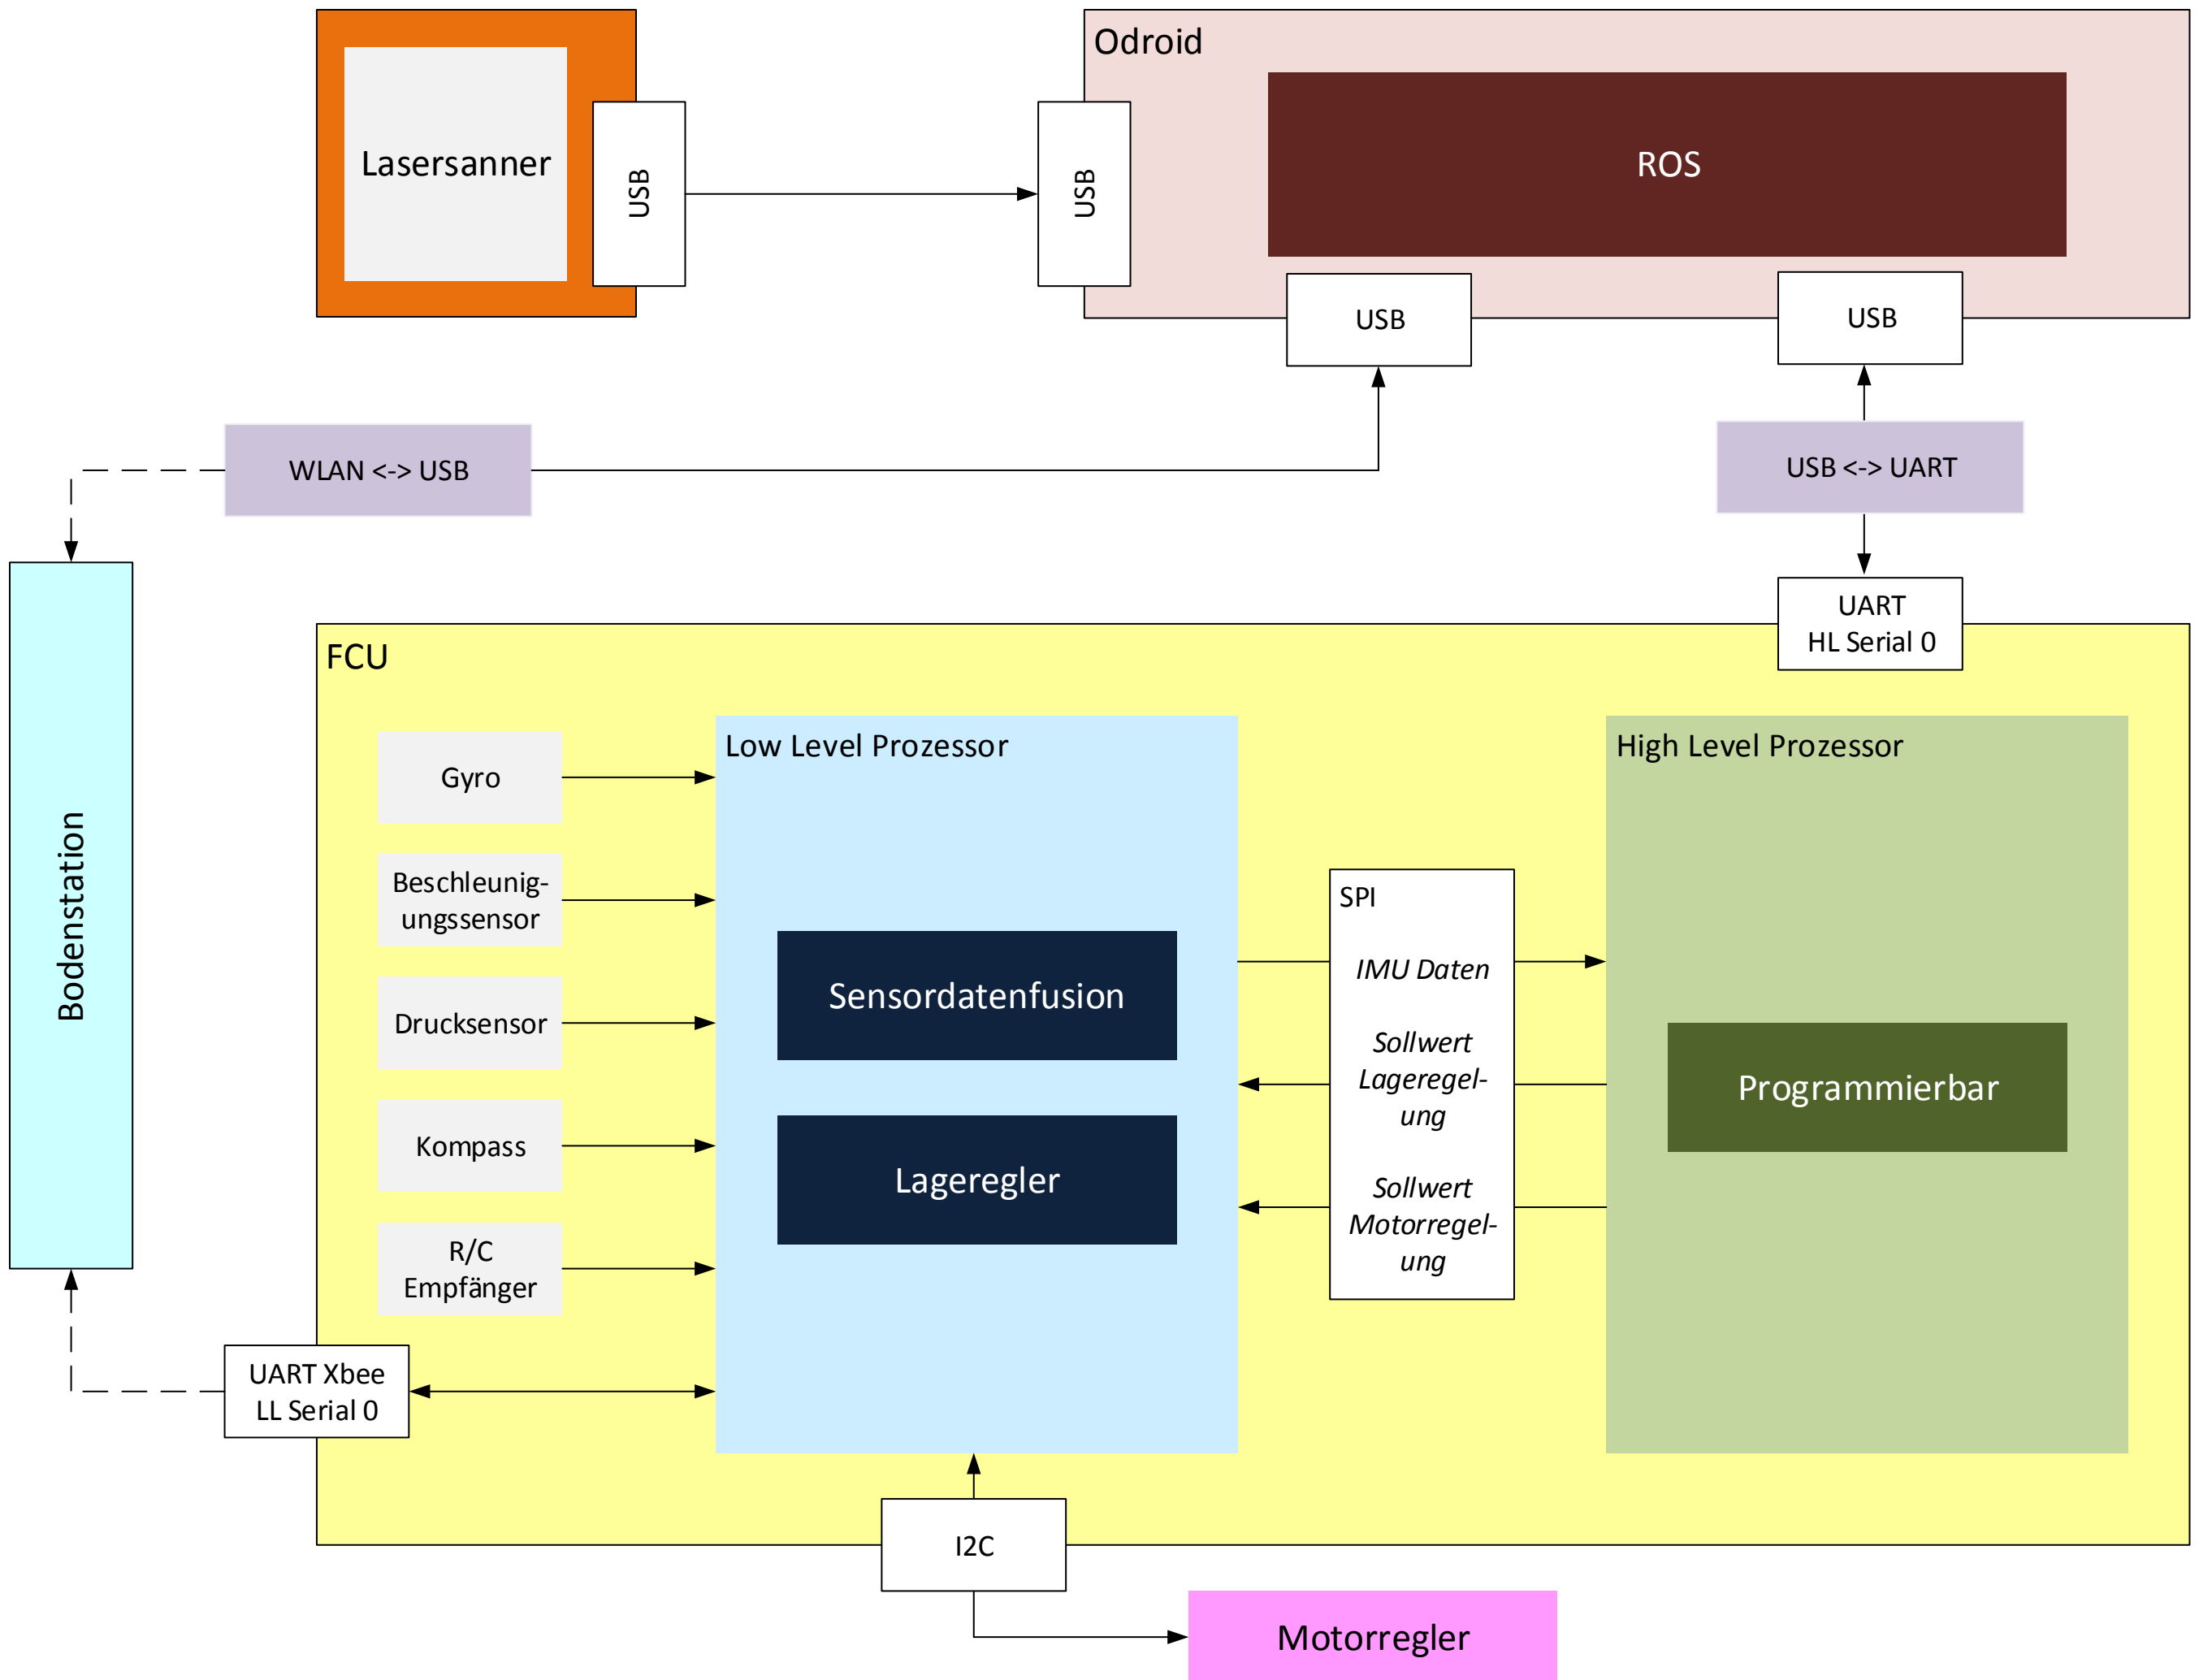 Lasersanner
USB
USB
Odroid
ROS
USB
USB
WLAN <-> USB
USB <-> UART
Bodenstation
UART
HL Serial 0
FCU
Gyro
Beschleunig-
ungssensor
Drucksensor
Kompass
R/C
Empfänger
UART Xbee
LL Serial 0
Low Level Prozessor
Sensordatenfusion
Lageregler
SPI
IMU Daten
Sollwert
Lageregel-
ung
Sollwert
Motorregel-
ung
High Level Prozessor
Programmierbar
I2C
Motorregler